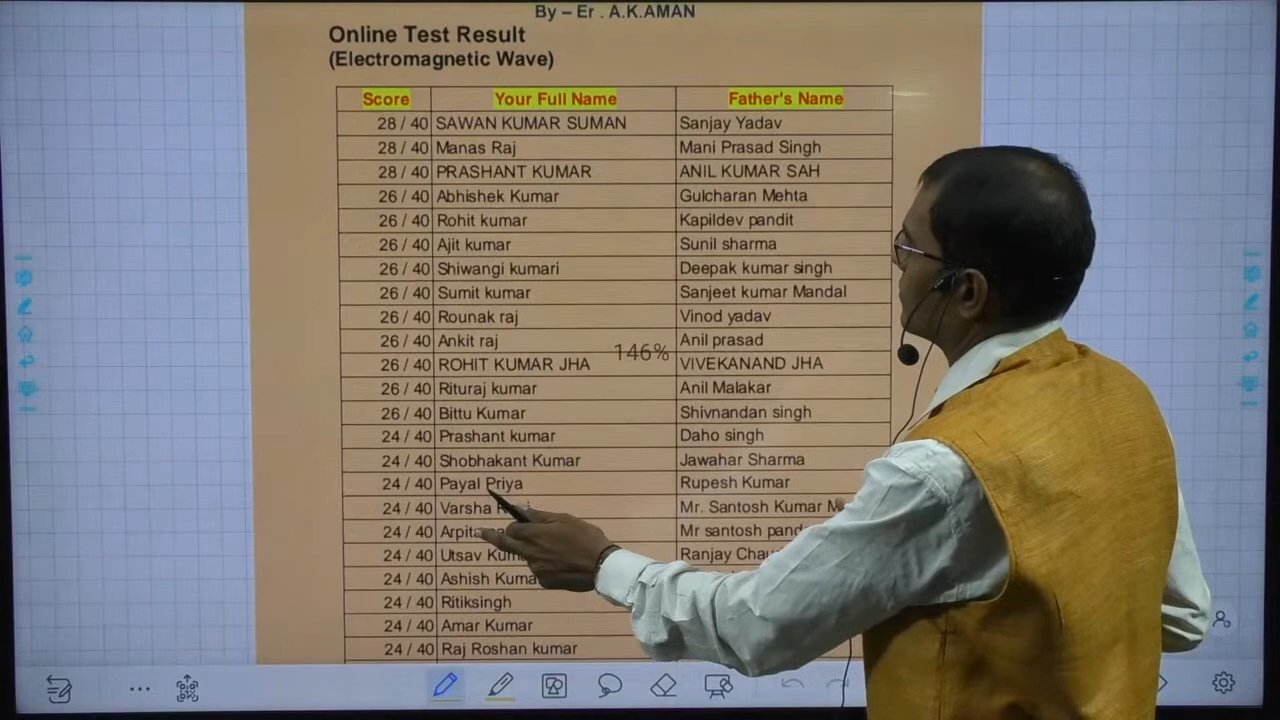 By – Er . A.K.AMAN
Online Test Result
(Electromagnetic Wave)
Score Your Full Name Father's Name
28 / 40 SAWAN KUMAR SUMAN Sanjay Yadav
28 / 40 Manas Raj Mani Prasad Singh
28 / 40 PRASHANT KUMAR ANIL KUMAR SAH
26 / 40 Abhishek Kumar Gulcharan Mehta
26 / 40 Rohit kumar Kapildev pandit
26 / 40 Ajit kumar Sunil sharma
26 / 40 Shiwangi kumari Deepak kumar singh
26 / 40 Sumit kumar Sanjeet kumar Mandal
26 / 40 Rounak raj Vinod yadav
26 / 40 Ankit raj Anil prasad
146%
26 / 40 ROHIT KUMAR JHA VIVEKANAND JHA
26 / 40 Rituraj kumar Anil Malakar
26 / 40 Bittu Kumar Shivnandan singh
24 / 40 Prashant kumar Daho singh
24 / 40 Shobhakant Kumar Jawahar Sharma
24 / 40 Payal Priya Rupesh Kumar
24 / 40 Varsha Mr. Santosh Kumar
24 / 40 Mr santosh
24 / 40 Utsav Ranjay
24 / 40 Ashish
24 / 40 Ritiksingh
24 / 40 Amar Kumar
24 / 40 Raj Roshan kumar